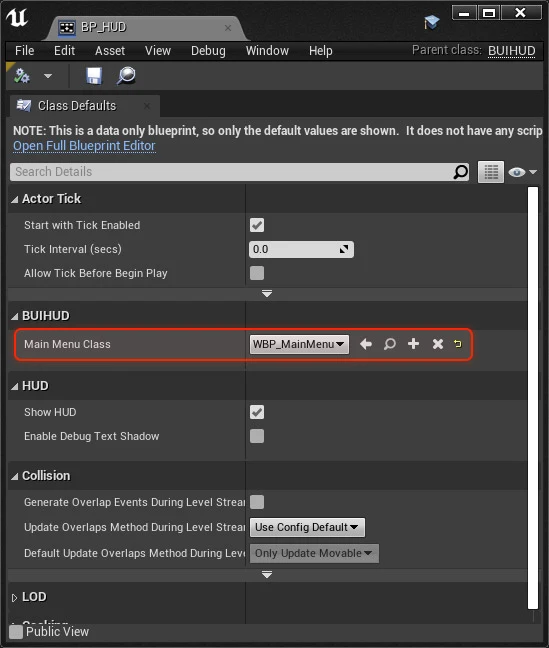 BP_HUD
File Edit Asset View Debug Window Help Parent class: BUIHUD
Class Defaults
NOTE: This is a data only blueprint, so only the default values are shown. It does not have any scrip
Open Full Blueprint Editor
Search Details
Actor Tick
Start with Tick Enabled
Tick Interval (secs) 0.0
Allow Tick Before Begin Play
BUIHUD
Main Menu Class WBP_MainMenu
HUD
Show HUD
Enable Debug Text Shadow
Collision
Generate Overlap Events During Level Strea
Update Overlaps Method During Level Strea Use Config Default
Default Update Overlaps Method During Leve Only Update Movable
LOD
Public View